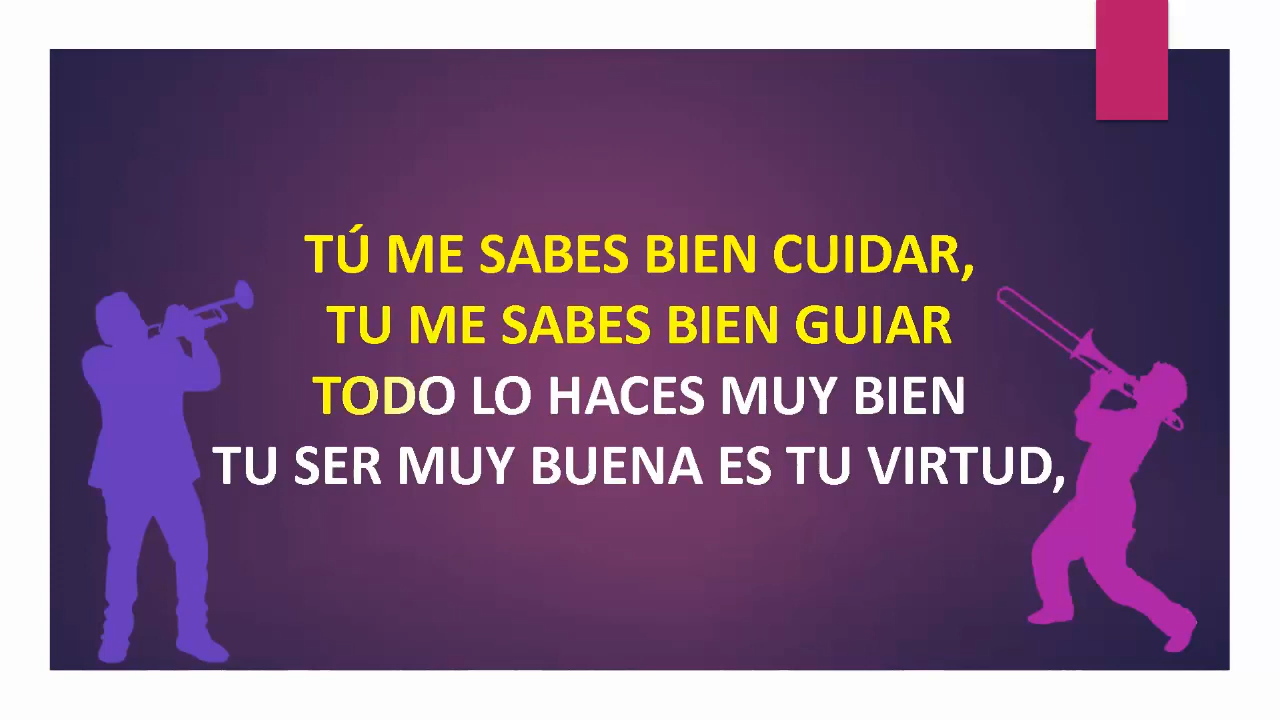 TÚ ME SABES BIEN CUIDAR,
TU ME SABES BIEN GUIAR
TODO LO HACES MUY BIEN
TU SER MUY BUENA ES TU VIRTUD,